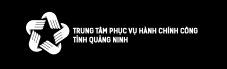 TRUNG TÂM PHỤC VỤ HÀNH CHÍNH CÔNG
TỈNH QUẢNG NINH